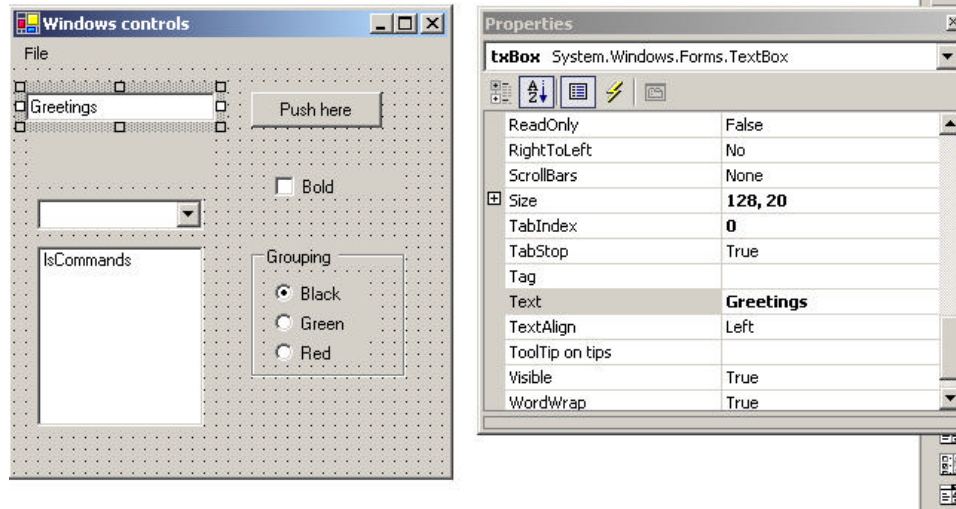 Windows controls
File
Greetings
Push here
Bold
lsCommands
Grouping
Black
Green
Red
Properties
txBox System.Windows.Forms.TextBox
ReadOnly False
RightToLeft No
ScrollBars None
Size 128, 20
TabIndex 0
TabStop True
Tag
Text Greetings
TextAlign Left
ToolTip on tips
Visible True
WordWrap True